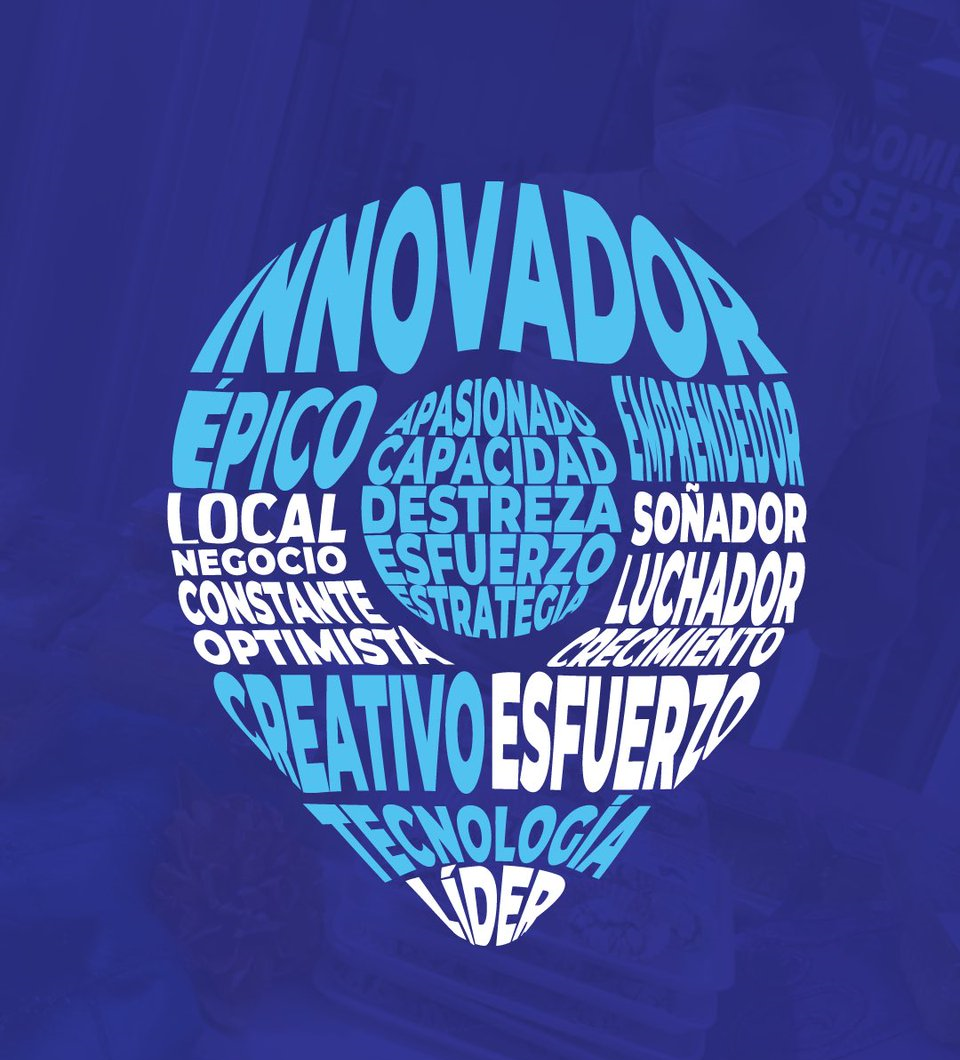 INNOVADOR
ÉPICO
EMPRENDEDOR
APASIONADO
CAPACIDAD
DESTREZA
ESFUERZO
ESTRATEGIA
LOCAL
SOÑADOR
NEGOCIO
LUCHADOR
CONSTANTE
OPTIMISTA
CRECIMIENTO
CREATIVO ESFUERZO
TECNOLOGÍA
LÍDER